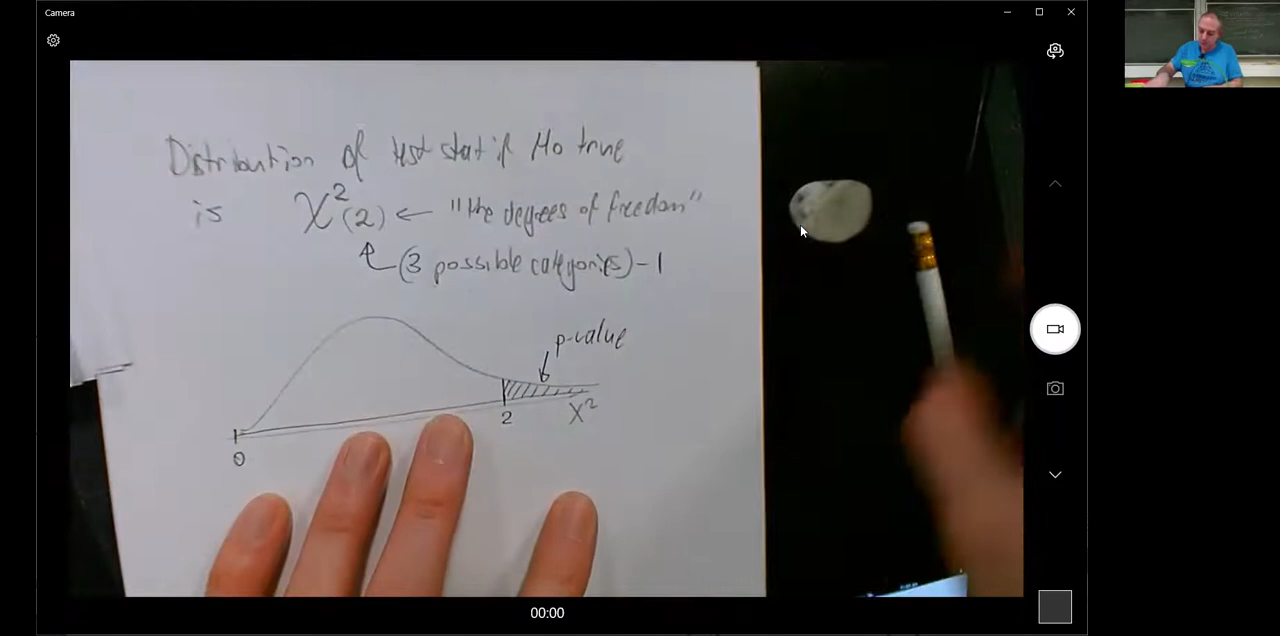 Camera
Distribution of test stat if Ho true
is X²(2) ← "the degrees of freedom"
(3 possible categories) - 1
p-value
0
2
X²
00:00